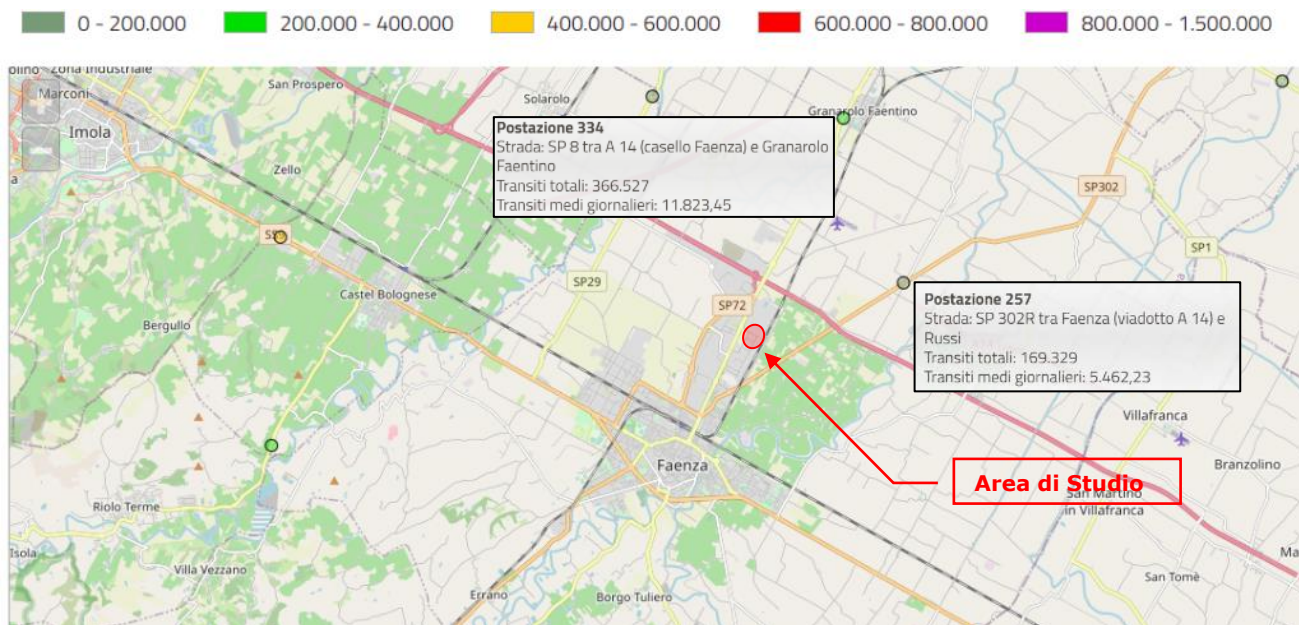 0 - 200.000
200.000 - 400.000
400.000 - 600.000
600.000 - 800.000
800.000 - 1.500.000
Zona Industriale
Marconi
Imola
San Prospero
Zello
Solarolo
Granarolo Faentino
Postazione 334
Strada: SP 8 tra A 14 (casello Faenza) e Granarolo
Faentino
Transiti totali: 366.527
Transiti medi giornalieri: 11.823,45
SP302
SP1
SP29
SP72
Castel Bolognese
Bergullo
Postazione 257
Strada: SP 302R tra Faenza (viadotto A 14) e
Russi
Transiti totali: 169.329
Transiti medi giornalieri: 5.462,23
Villafranca
Branzolino
Faenza
Area di Studio
San Martino
in Villafranca
Riolo Terme
Isola
Villa Vezzano
Errano
Borgo Tuliero
San Tomè